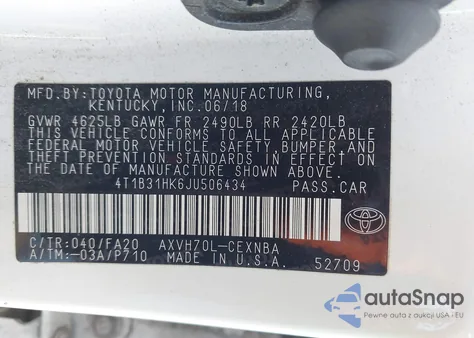 MFD.BY:TOYOTA MOTOR MANUFACTURING,
KENTUCKY,INC.06/18
GVWR 4625LB GAWR FR 2490LB RR 2420LB
THIS VEHICLE CONFORMS TO ALL APPLICABLE
FEDERAL MOTOR VEHICLE SAFETY, BUMPER,AND
THEFT PREVENTION STANDARDS IN EFFECT ON
THE DATE OF MANUFACTURE SHOWN ABOVE.
4T1B31HK6JU506434 PASS.CAR
C/TR:040/FA20 AXVH70L-CEXNBA
A/TM:-03A/P710 MADE IN U.S.A. 52709
TOYOTA
autoSnap
Pewne auta z aukcji USA i Kanady